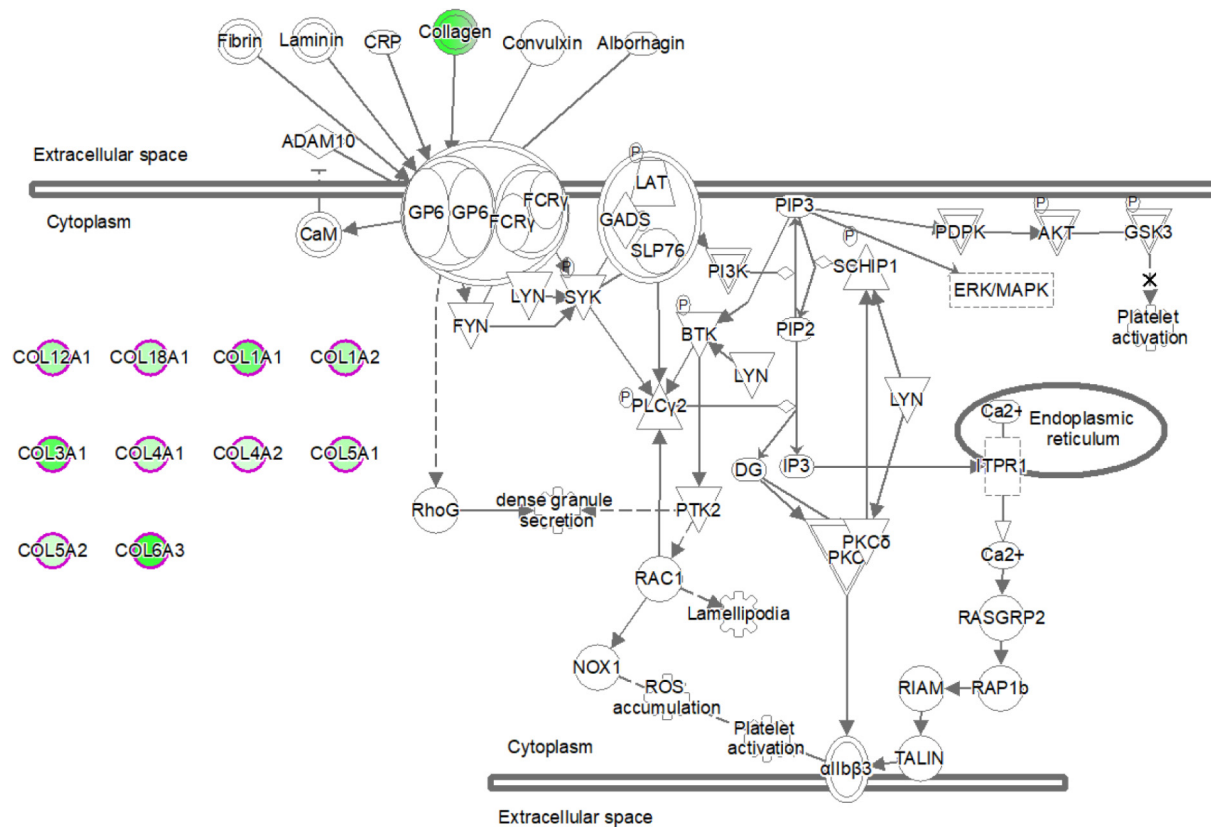 Fibrin
Laminin
CRP
Collagen
Convulxin
Alborhagin
ADAM10
Extracellular space
Cytoplasm
CaM
GP6
GP6
FCRγ
FCRγ
P
LAT
GADS
SLP76
PIP3
P
SCHIP1
PDPK
P
AKT
P
GSK3
PI3K
ERK/MAPK
P
SYK
LYN
FYN
P
BTK
PIP2
Platelet
activation
LYN
LYN
P
PLCγ2
COL12A1
COL18A1
COL1A1
COL1A2
COL3A1
COL4A1
COL4A2
COL5A1
COL5A2
COL6A3
Ca2+
Endoplasmic
reticulum
ITPR1
DG
IP3
RhoG
dense granule
secretion
PTK2
PKCδ
PKC
Ca2+
RAC1
Lamellipodia
RASGRP2
NOX1
ROS
accumulation
RIAM
RAP1b
Platelet
activation
Cytoplasm
αIIbβ3
TALIN
Extracellular space